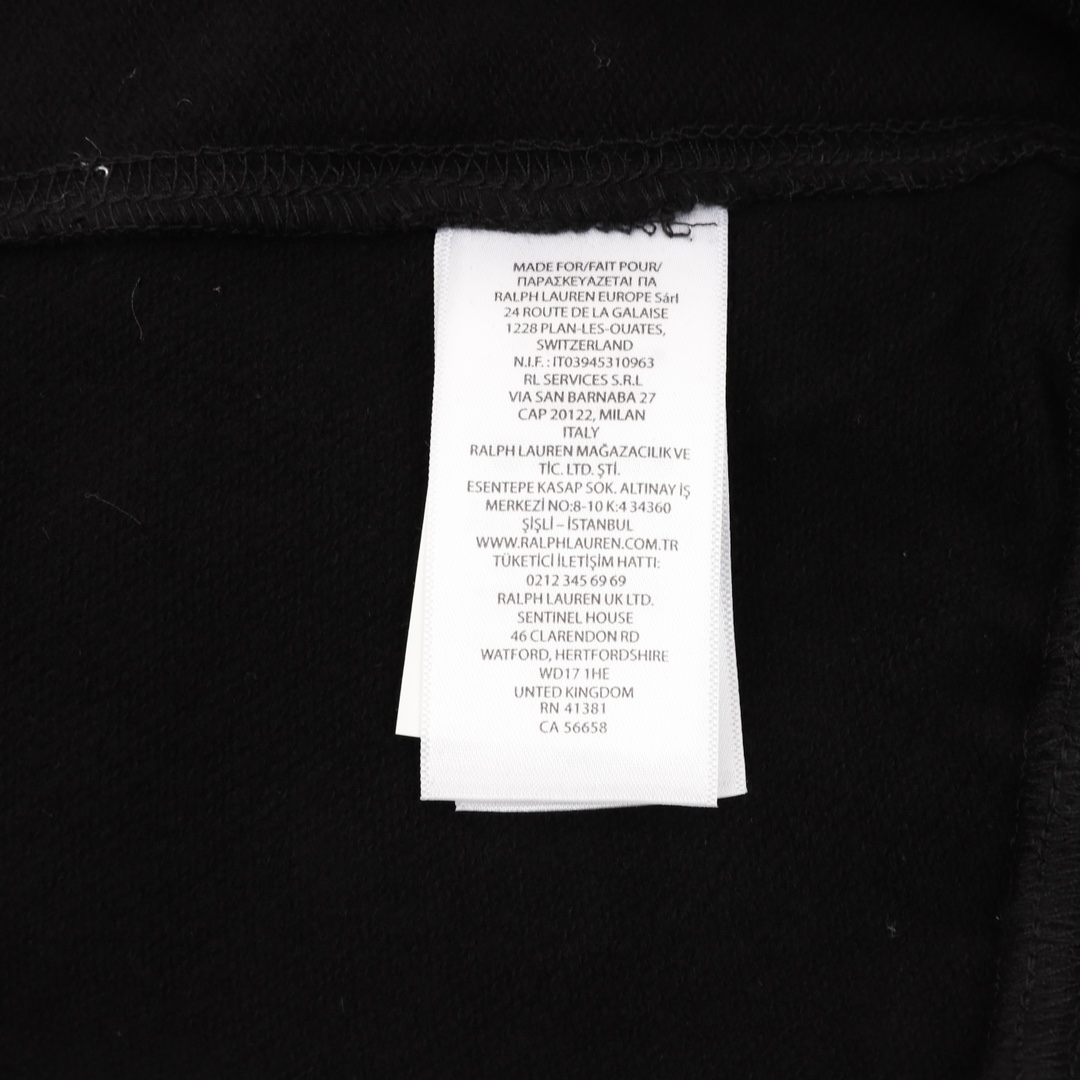 MADE FOR/FAIT POUR/
ΠΑΡΑΣΚΕΥΑΖΕΤΑΙ ΓΙΑ
RALPH LAUREN EUROPE Sárl
24 ROUTE DE LA GALAISE
1228 PLAN-LES-OUATES,
SWITZERLAND
N.I.F. : IT03945310963
RL SERVICES S.R.L
VIA SAN BARNABA 27
CAP 20122, MILAN
ITALY
RALPH LAUREN MAĞAZACILIK VE
TİC. LTD. ŞTİ.
ESENTEPE KASAP SOK. ALTINAY İŞ
MERKEZİ NO:8-10 K:4 34360
ŞİŞLİ – İSTANBUL
WWW.RALPHLAUREN.COM.TR
TÜKETİCİ İLETİŞİM HATTI:
0212 345 69 69
RALPH LAUREN UK LTD.
SENTINEL HOUSE
46 CLARENDON RD
WATFORD, HERTFORDSHIRE
WD17 1HE
UNTED KINGDOM
RN 41381
CA 56658